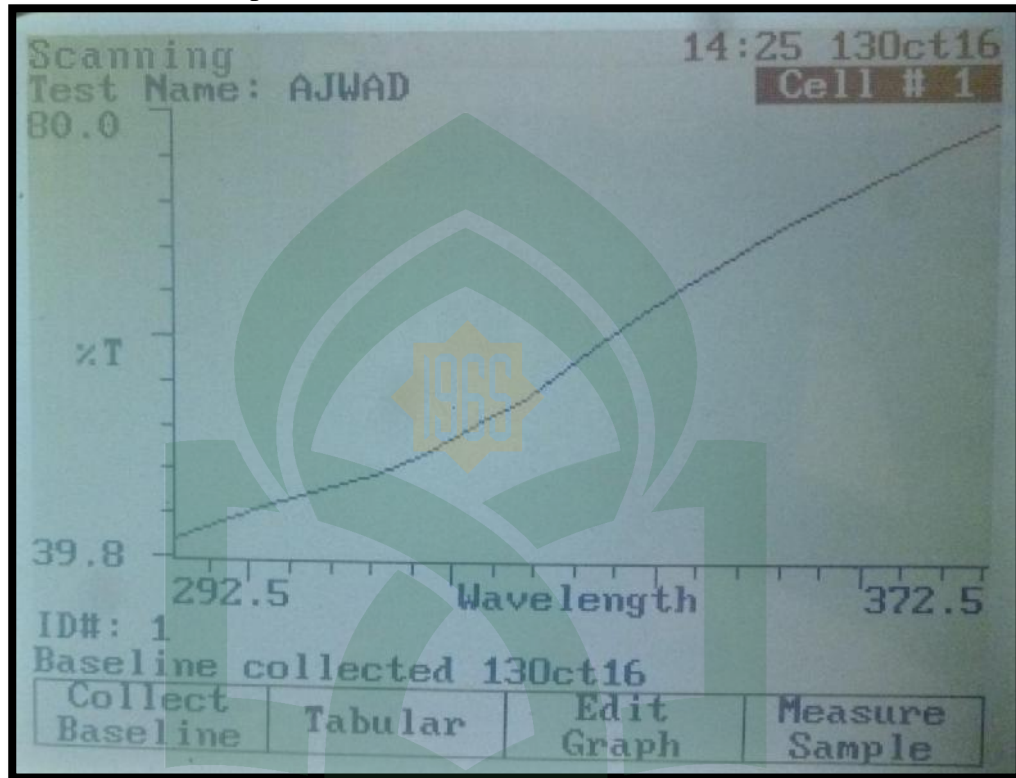 Scanning
14:25 13Oct16
Test Name: AJWAD
Cell # 1
80.0
%T
1965
39.8
292.5
Wavelength
372.5
ID#: 1
Baseline collected 13Oct16
Collect Baseline
Tabular
Edit Graph
Measure Sample